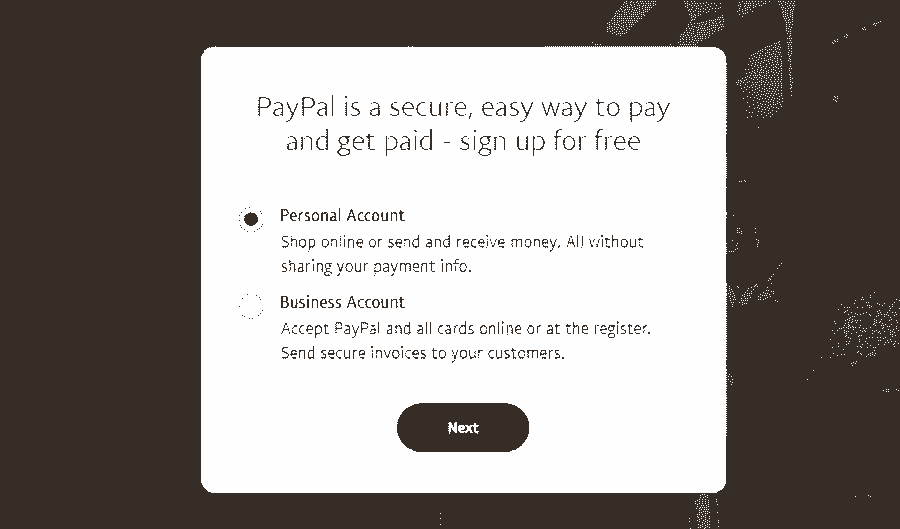 PayPal is a secure, easy way to pay
and get paid - sign up for free
Personal Account
Shop online or send and receive money. All without
sharing your payment info.
Business Account
Accept PayPal and all cards online or at the register.
Send secure invoices to your customers.
Next